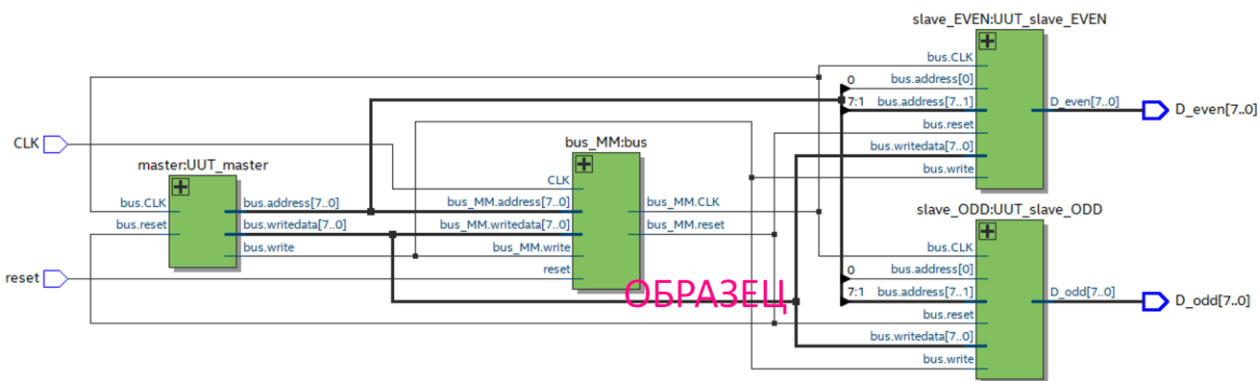 slave_EVEN:UUT_slave_EVEN
bus.CLK
0 bus.address[0]
7:1 bus.address[7..1]
bus.reset
bus.writedata[7..0]
bus.write
D_even[7..0]
D_even[7..0]
CLK
reset
master:UUT_master
bus.CLK
bus.reset
bus.address[7..0]
bus.writedata[7..0]
bus.write
bus_MM:bus
CLK
bus_MM.address[7..0]
bus_MM.writedata[7..0]
bus_MM.write
reset
bus_MM.CLK
bus_MM.reset
ОБРАЗЕЦ
slave_ODD:UUT_slave_ODD
bus.CLK
0 bus.address[0]
7:1 bus.address[7..1]
bus.reset
bus.writedata[7..0]
bus.write
D_odd[7..0]
D_odd[7..0]